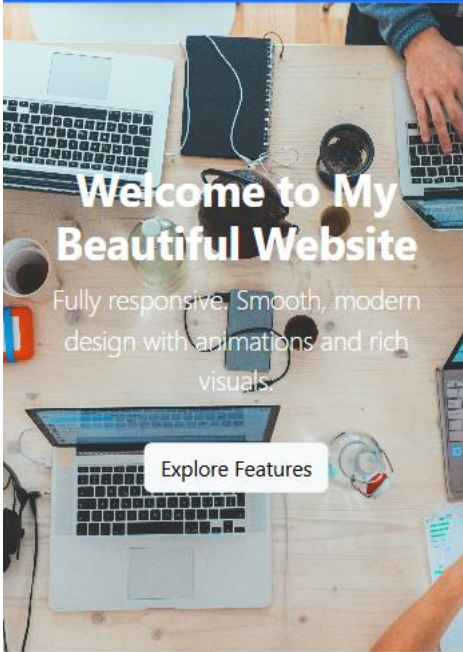 Welcome to My
Beautiful Website
Fully responsive. Smooth, modern
design with animations and rich
visuals.
Explore Features